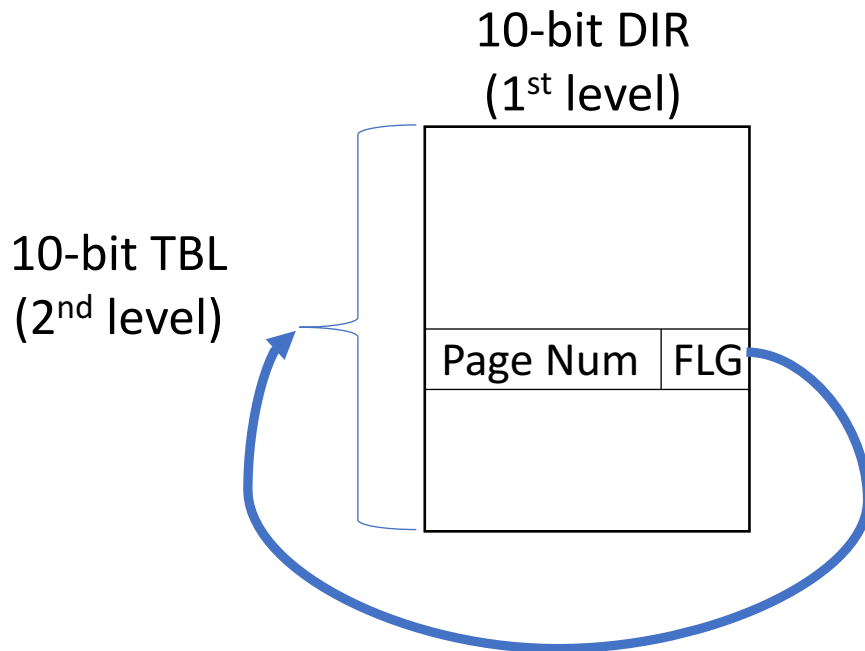 10-bit DIR
(1st level)
10-bit TBL
(2nd level)
Page Num FLG